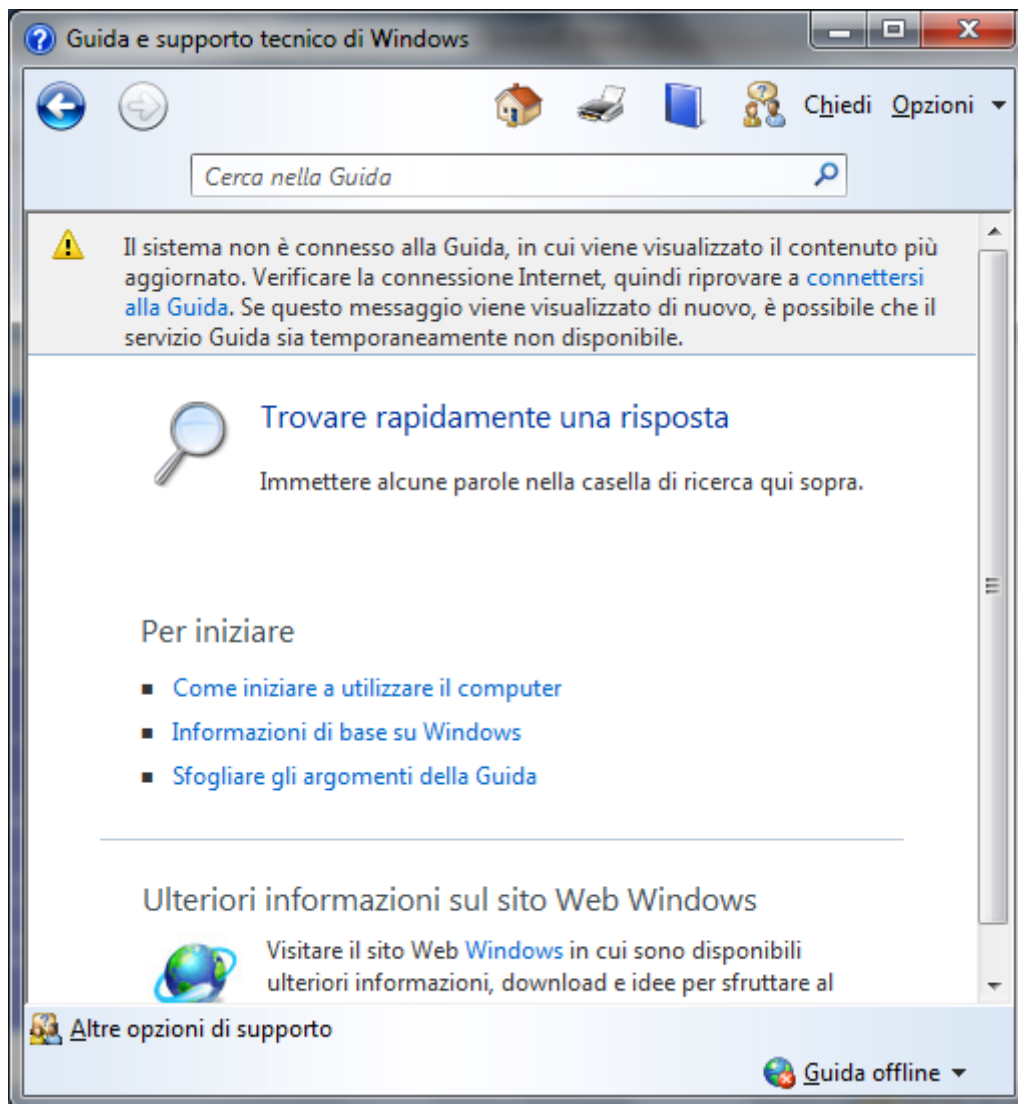 Guida e supporto tecnico di Windows
Chiedi Opzioni
Cerca nella Guida
Il sistema non è connesso alla Guida, in cui viene visualizzato il contenuto più
aggiornato. Verificare la connessione Internet, quindi riprovare a connettersi
alla Guida. Se questo messaggio viene visualizzato di nuovo, è possibile che il
servizio Guida sia temporaneamente non disponibile.
Trovare rapidamente una risposta
Immettere alcune parole nella casella di ricerca qui sopra.
Per iniziare
Come iniziare a utilizzare il computer
Informazioni di base su Windows
Sfogliare gli argomenti della Guida
Ulteriori informazioni sul sito Web Windows
Visitare il sito Web Windows in cui sono disponibili
ulteriori informazioni, download e idee per sfruttare al
Altre opzioni di supporto
Guida offline